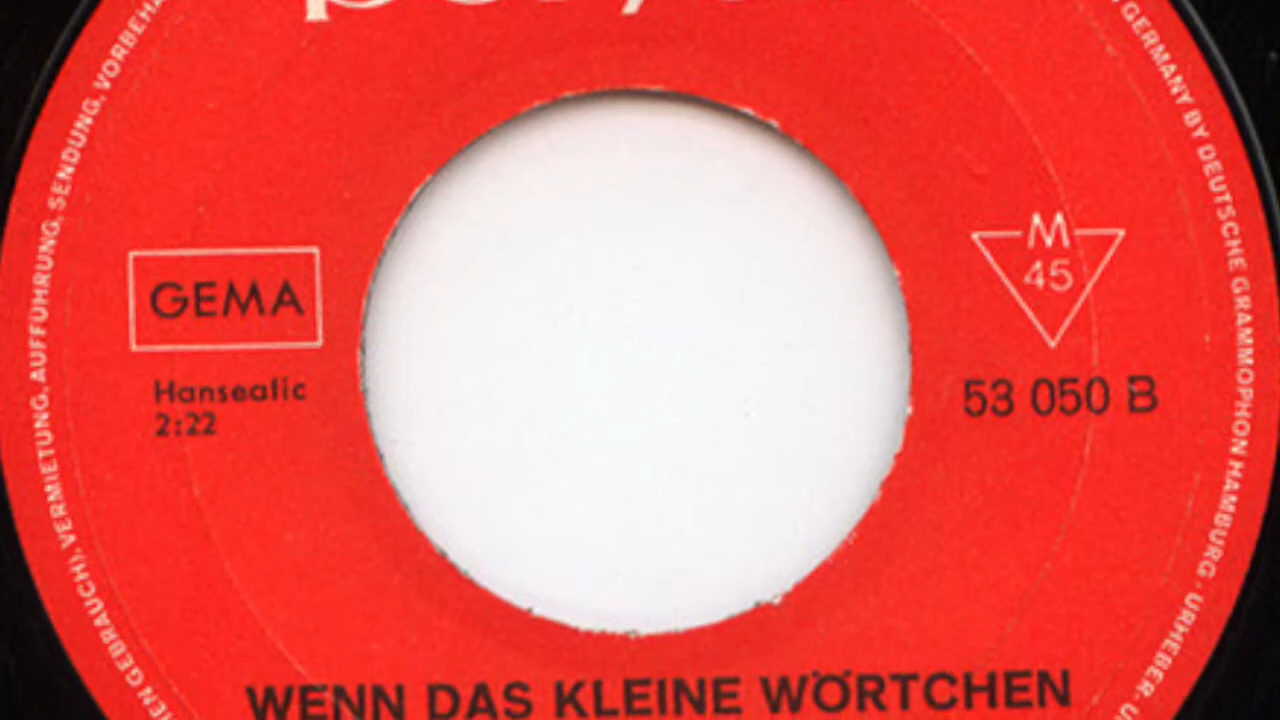 GERMANY BY DEUTSCHE GRAMMOPHON HAMBURG · URHEBER-
GEBRAUCH), VERMIETUNG, AUFFÜHRUNG, SENDUNG, VORBEHA
GEMA
Hanseatic
2:22
M
45
53 050 B
WENN DAS KLEINE WÖRTCHEN